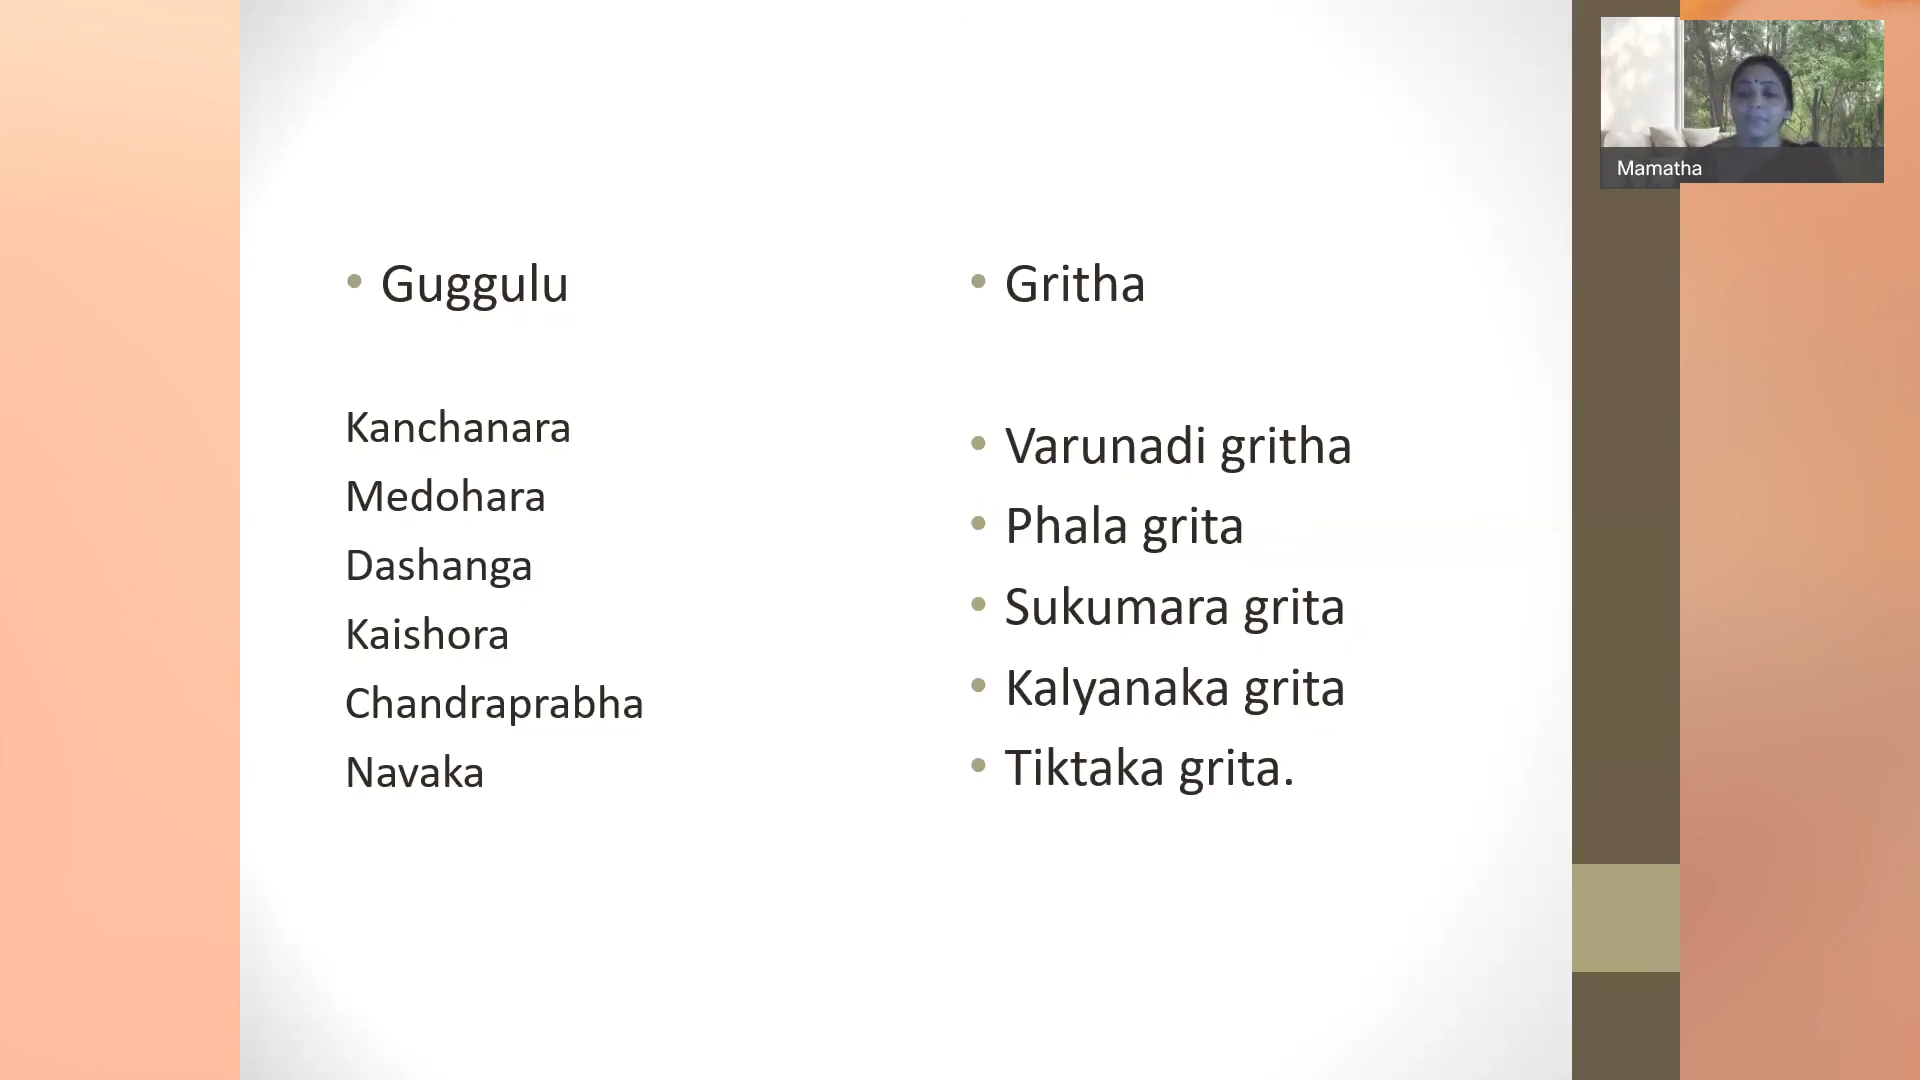 Guggulu
Kanchanara
Medohara
Dashanga
Kaishora
Chandraprabha
Navaka
Gritha
Varunadi gritha
Phala grita
Sukumara grita
Kalyanaka grita
Tiktaka grita.
Mamatha